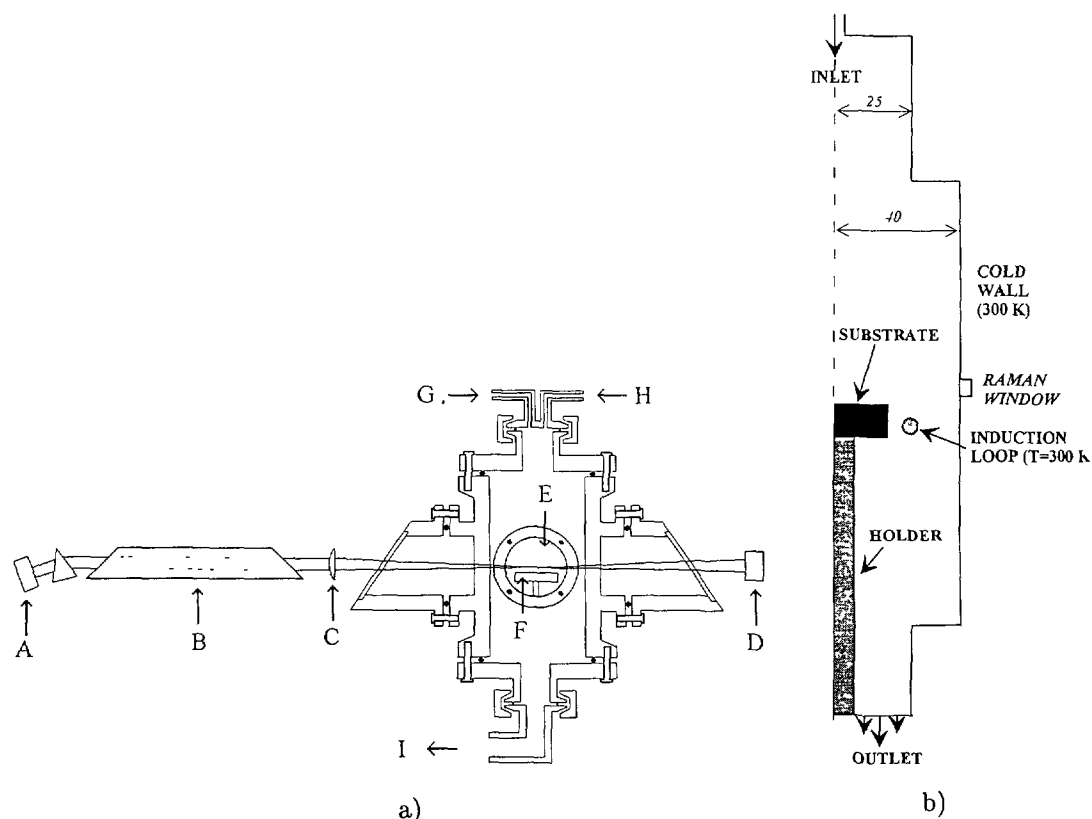 INLET
25
40
COLD
WALL
(300 K)
SUBSTRATE
RAMAN
WINDOW
INDUCTION
LOOP (T=300 K
HOLDER
OUTLET
b)
G
H
E
F
A
B
C
D
I
a)